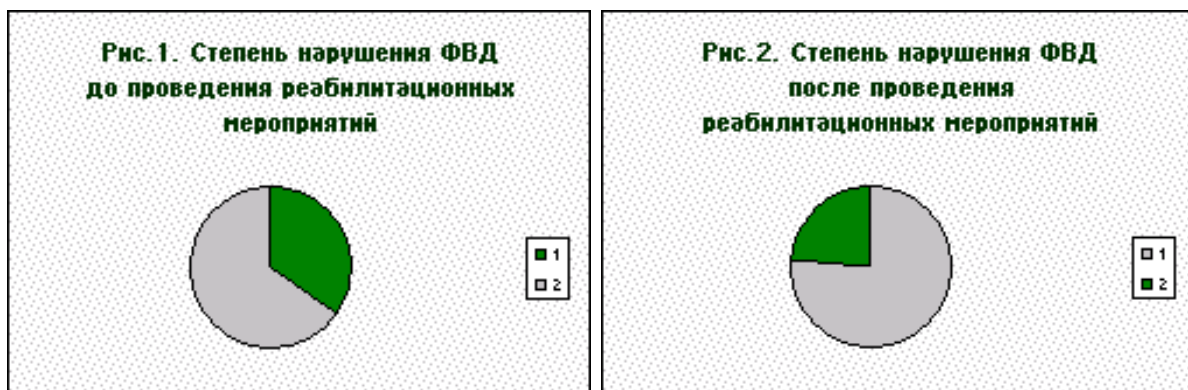 Рис.1. Степень нарушения ФВД
до проведения реабилитационных
мероприятий
1
2
Рис.2. Степень нарушения ФВД
после проведения
реабилитационных мероприятий
1
2